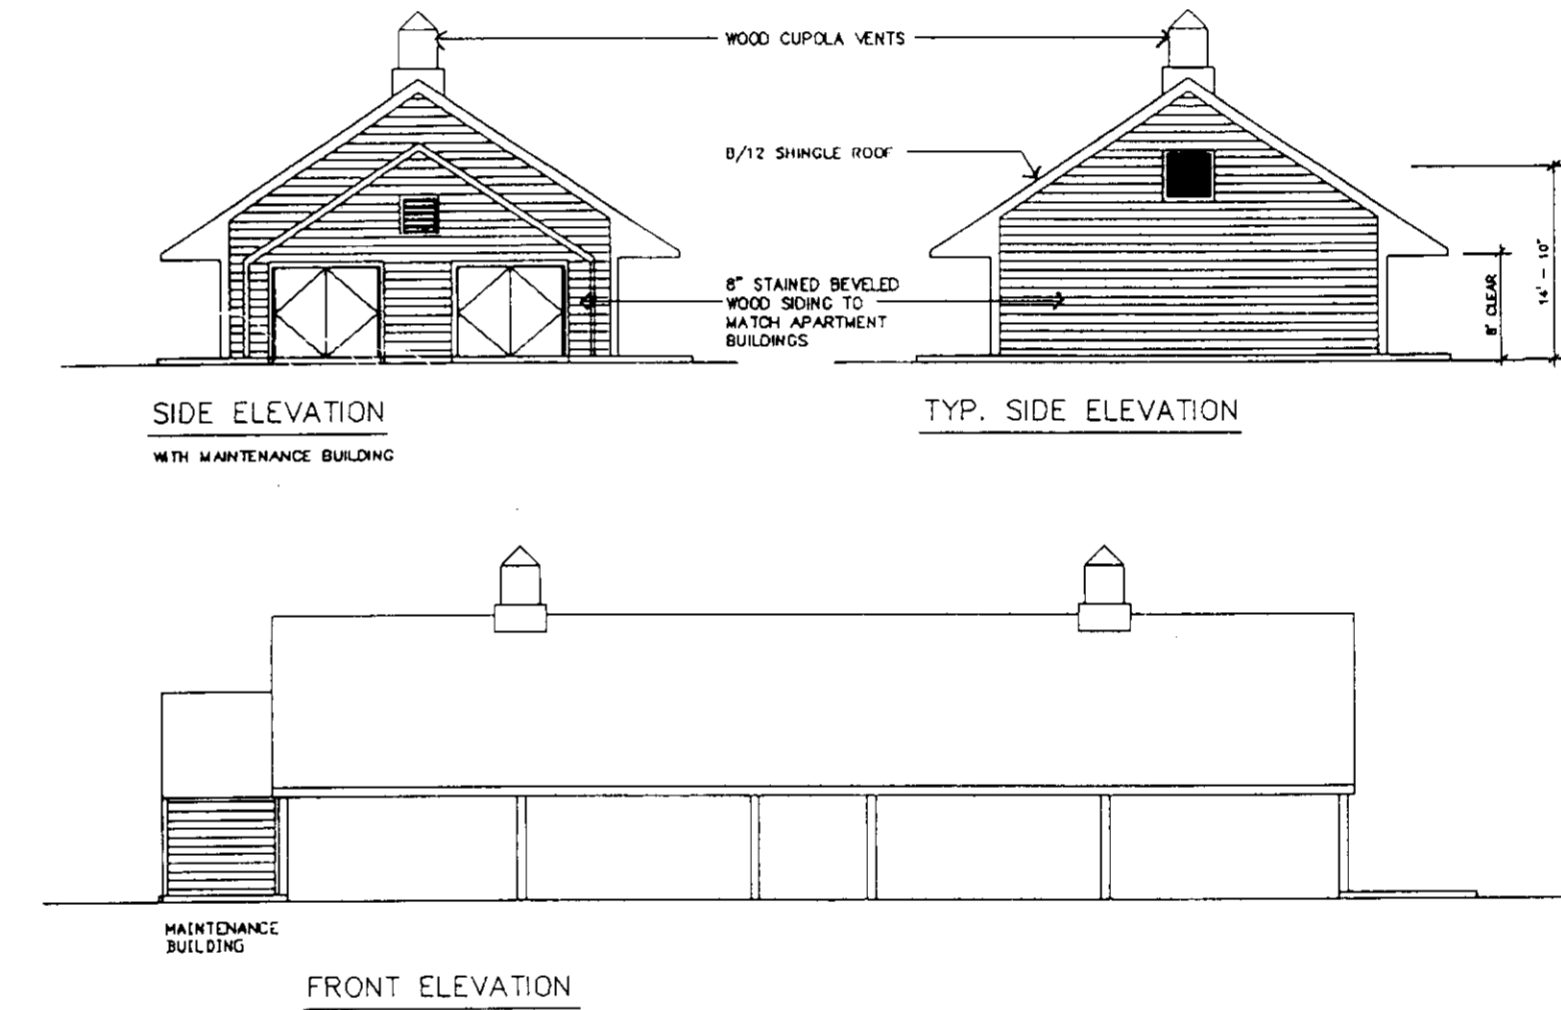 WOOD CUPOLA VENTS
8/12 SHINGLE ROOF
8" STAINED BEVELED
WOOD SIDING TO
MATCH APARTMENT
BUILDINGS
8' CLEAR
14' - 10"
SIDE ELEVATION
WITH MAINTENANCE BUILDING
TYP. SIDE ELEVATION
MAINTENANCE
BUILDING
FRONT ELEVATION